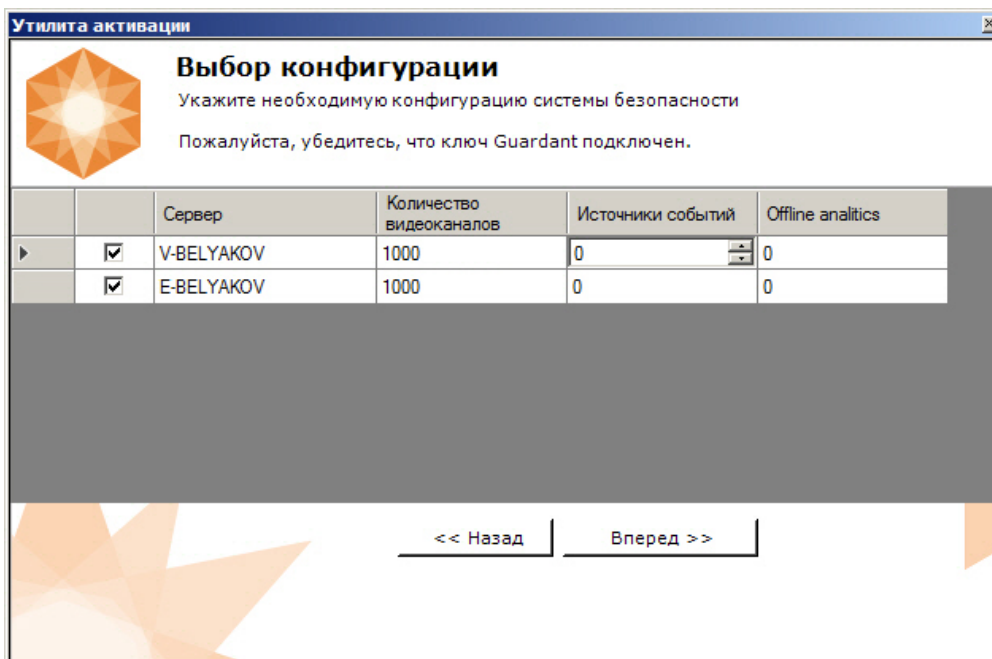 Утилита активации
Выбор конфигурации
Укажите необходимую конфигурацию системы безопасности
Пожалуйста, убедитесь, что ключ Guardant подключен.
Сервер Количество видеоканалов Источники событий Offline analitics
V-BELYAKOV 1000 0 0
E-BELYAKOV 1000 0 0
<< Назад Вперед >>